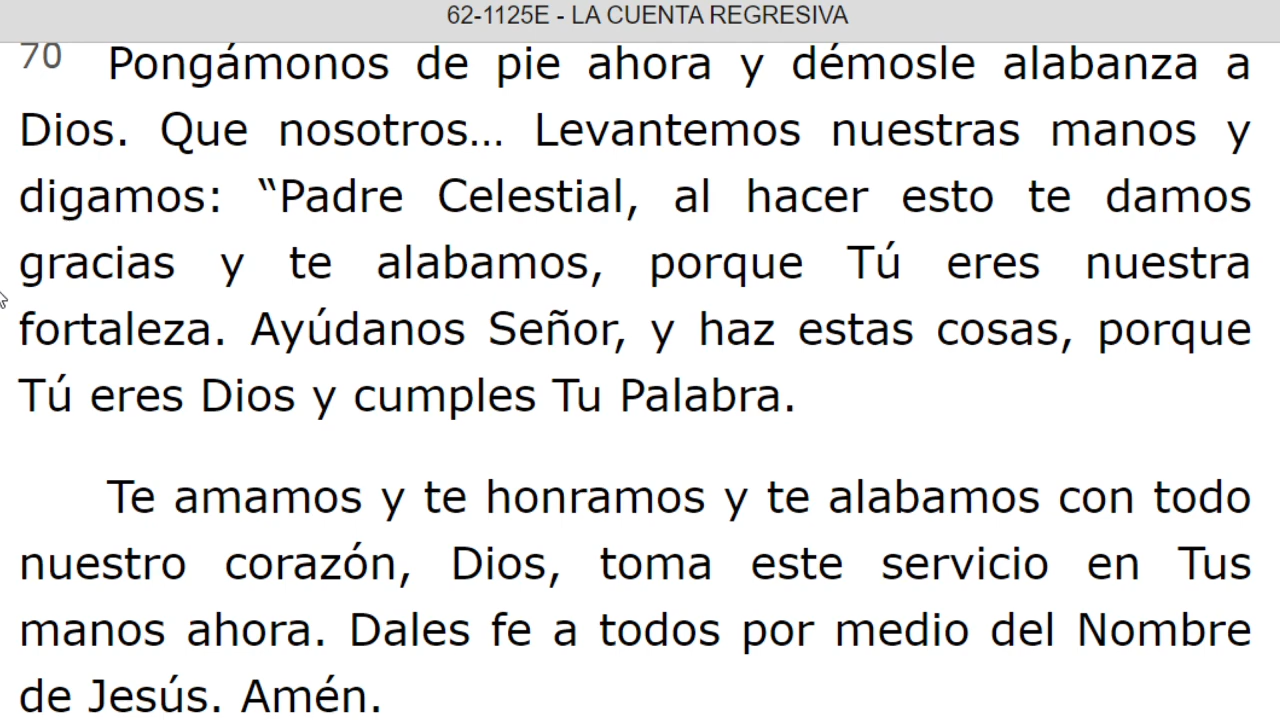 62-1125E - LA CUENTA REGRESIVA
70 Pongámonos de pie ahora y démosle alabanza a
Dios. Que nosotros… Levantemos nuestras manos y
digamos: “Padre Celestial, al hacer esto te damos
gracias y te alabamos, porque Tú eres nuestra
fortaleza. Ayúdanos Señor, y haz estas cosas, porque
Tú eres Dios y cumples Tu Palabra.
Te amamos y te honramos y te alabamos con todo
nuestro corazón, Dios, toma este servicio en Tus
manos ahora. Dales fe a todos por medio del Nombre
de Jesús. Amén.